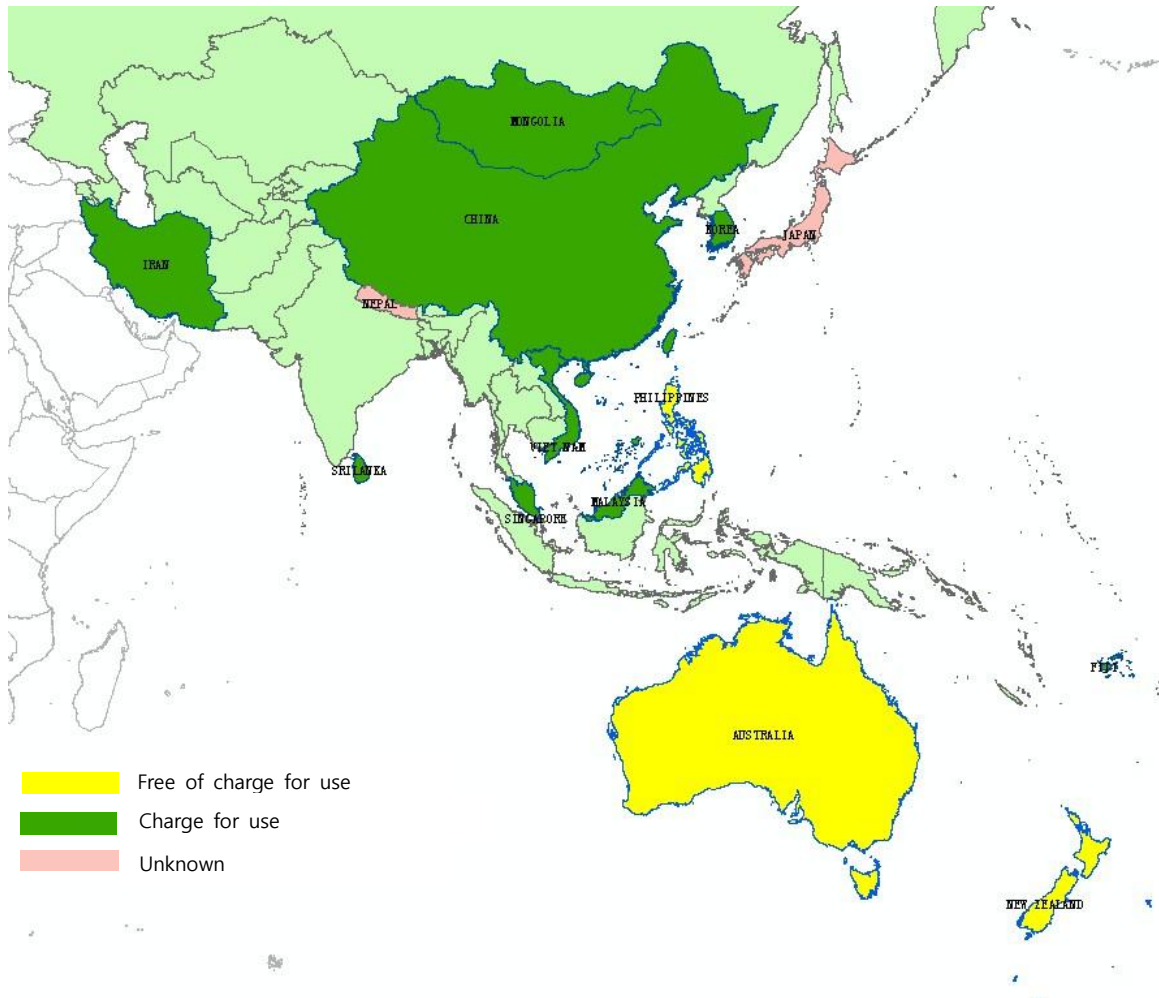 MONGOLIA
CHINA
KOREA
JAPAN
IRAN
NEPAL
PHILIPPINES
VIET NAM
SRILANKA
MALAYSIA
SINGAPORE
FIJI
AUSTRALIA
NEW ZEALAND
Free of charge for use
Charge for use
Unknown